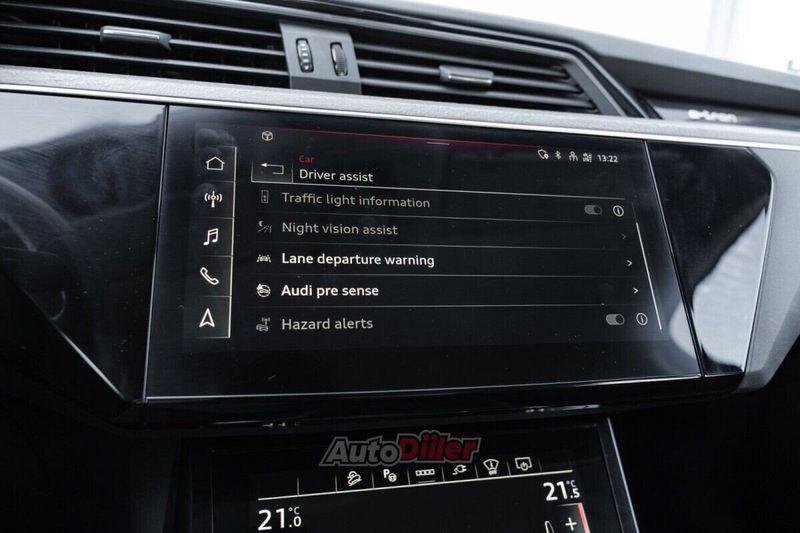 e-tron
Car
Driver assist
13:22
Traffic light information
Night vision assist
Lane departure warning
Audi pre sense
Hazard alerts
AutoDiiler
P
OFF
21.0 °C
21.5 °C
+